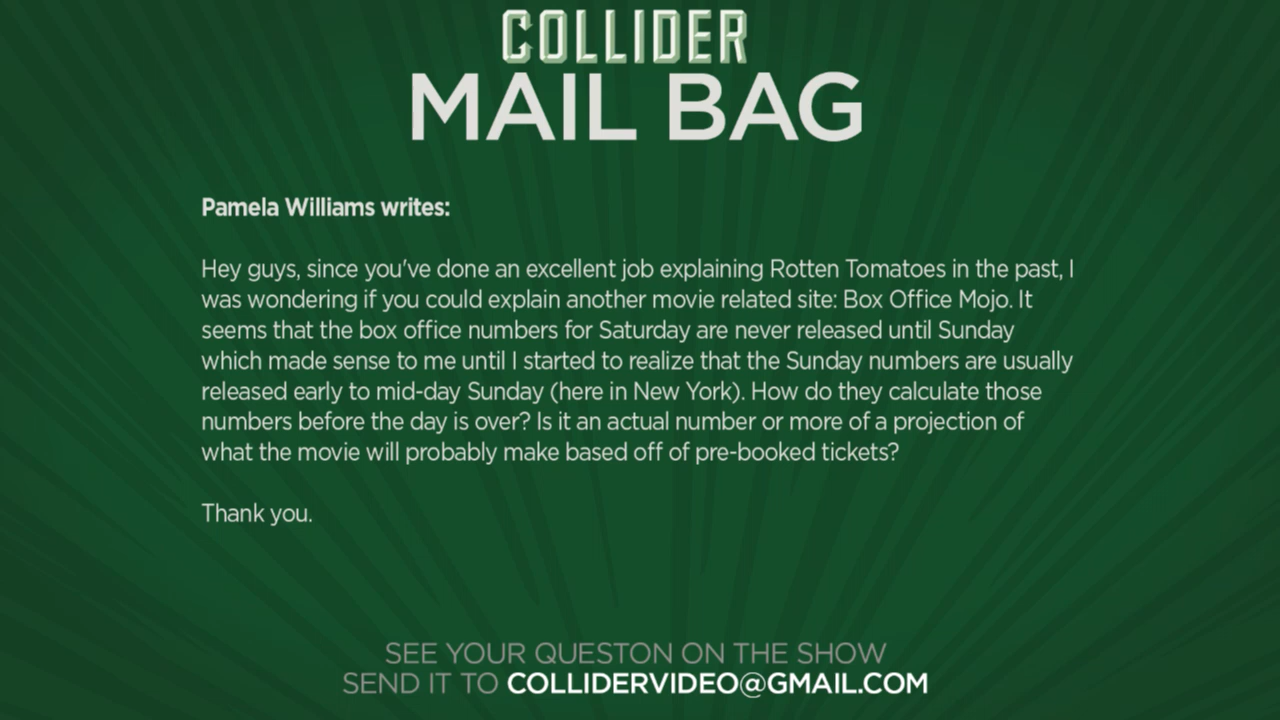 COLLIDER
MAIL BAG
Pamela Williams writes:
Hey guys, since you've done an excellent job explaining Rotten Tomatoes in the past, I
was wondering if you could explain another movie related site: Box Office Mojo. It
seems that the box office numbers for Saturday are never released until Sunday
which made sense to me until I started to realize that the Sunday numbers are usually
released early to mid-day Sunday (here in New York). How do they calculate those
numbers before the day is over? Is it an actual number or more of a projection of
what the movie will probably make based off of pre-booked tickets?
Thank you.
SEE YOUR QUESTON ON THE SHOW
SEND IT TO COLLIDERVIDEO@GMAIL.COM